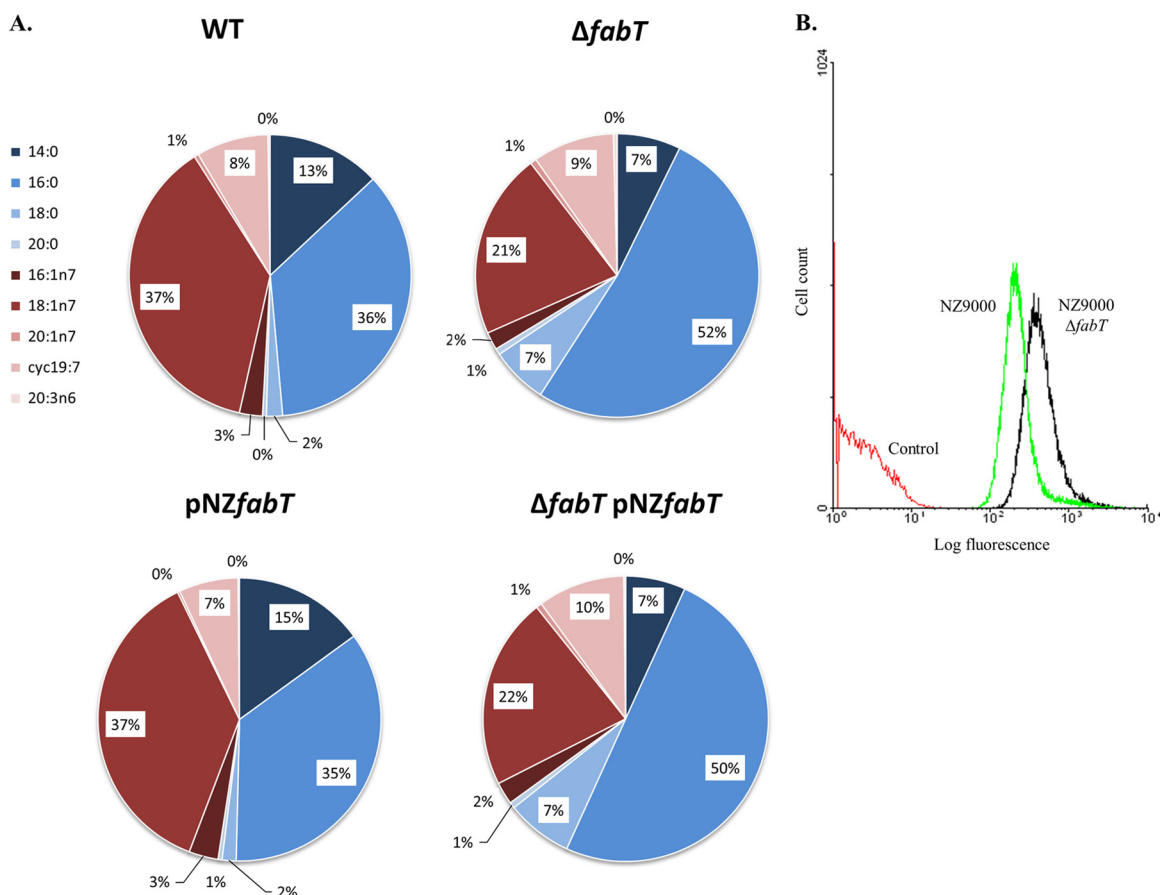 A.
WT
ΔfabT
B.
14:0
16:0
18:0
20:0
16:1n7
18:1n7
20:1n7
cyc19:7
20:3n6
0%
1%
8%
13%
37%
36%
3%
0%
2%
0%
1%
9%
7%
21%
52%
2%
1%
7%
1024
Cell count
0
NZ9000
NZ9000
ΔfabT
Control
10⁰
10¹
10²
10³
10⁴
Log fluorescence
pNZfabT
ΔfabT pNZfabT
0%
0%
7%
15%
37%
35%
3%
1%
2%
0%
1%
10%
7%
22%
50%
2%
1%
7%